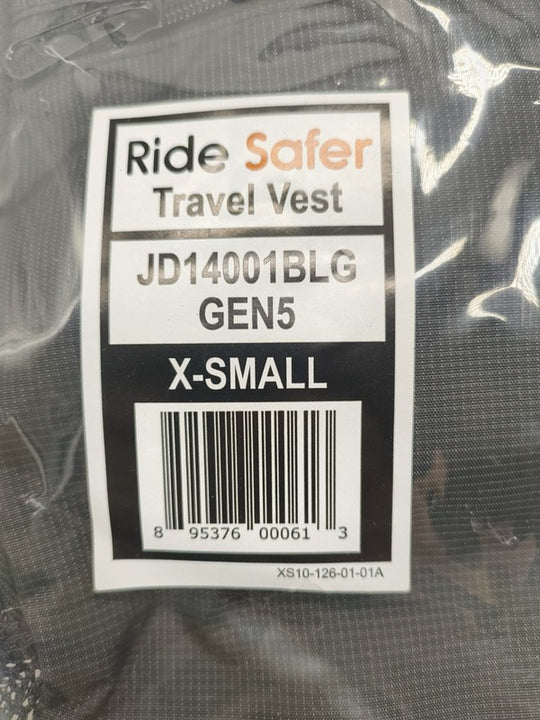 Ride Safer
Travel Vest
JD14001BLG
GEN5
X-SMALL
8 95376 00061 3
XS10-126-01-01A